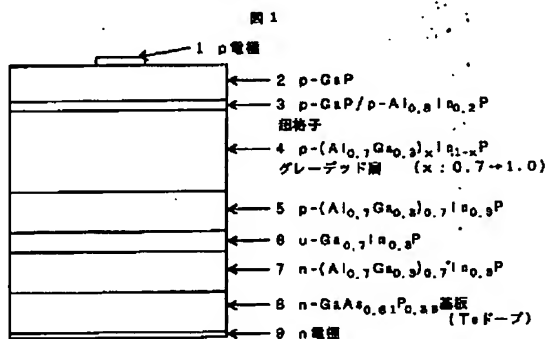 図1
1 p電極
2 p-GaP
3 p-GaP/p-Al0.8In0.2P
超格子
4 p-(Al0.7Ga0.3)xIn1-xP
グレーデッド層 (x:0.7→1.0)
5 p-(Al0.7Ga0.3)0.7In0.3P
6 u-Ga0.7In0.3P
7 n-(Al0.7Ga0.3)0.7In0.3P
8 n-GaAs0.61P0.39基板
(Teドープ)
9 n電極